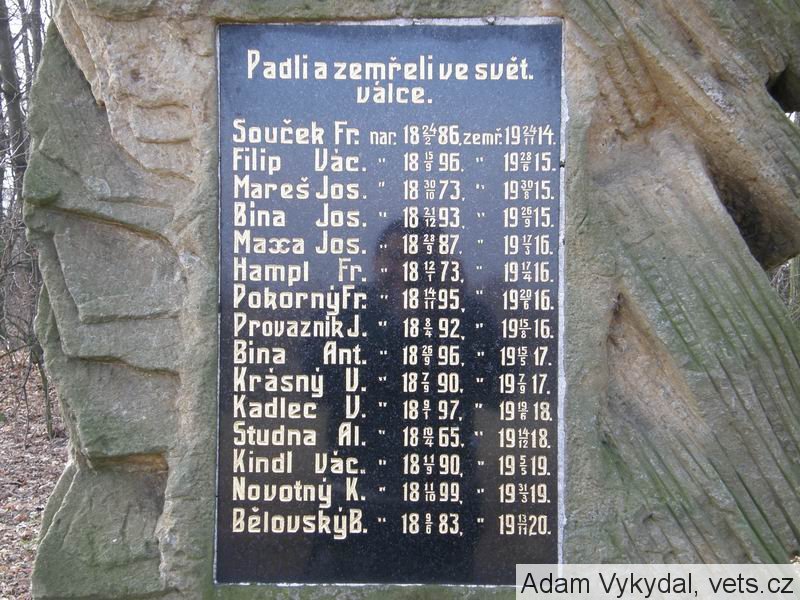 Padli a zemřeli ve svět.
válce.
Souček Fr. nar. 18 24/2 86, zemř. 19 24/11 14.
Filip Vác. " 18 15/9 96, " 19 28/6 15.
Mareš Jos. " 18 30/10 73, " 19 30/8 15.
Bina Jos. " 18 21/12 93, " 19 26/9 15.
Maxa Jos. " 18 28/9 87, " 19 17/3 16.
Hampl Fr. " 18 12/1 73, " 19 17/4 16.
Pokorný Fr. " 18 14/11 95, " 19 20/6 16.
Provaznik J. " 18 8/4 92, " 19 15/8 16.
Bina Ant. " 18 26/9 96, " 19 15/5 17.
Krásný V. " 18 7/9 90, " 19 7/9 17.
Kadlec V. " 18 9/1 97, " 19 19/6 18.
Studna Al. " 18 10/4 65, " 19 14/12 18.
Kindl Vác. " 18 11/9 90, " 19 5/5 19.
Novotný K. " 18 11/10 99, " 19 31/3 19.
Bělovský B. " 18 9/6 83, " 19 13/11 20.
Adam Vykydal, vets.cz